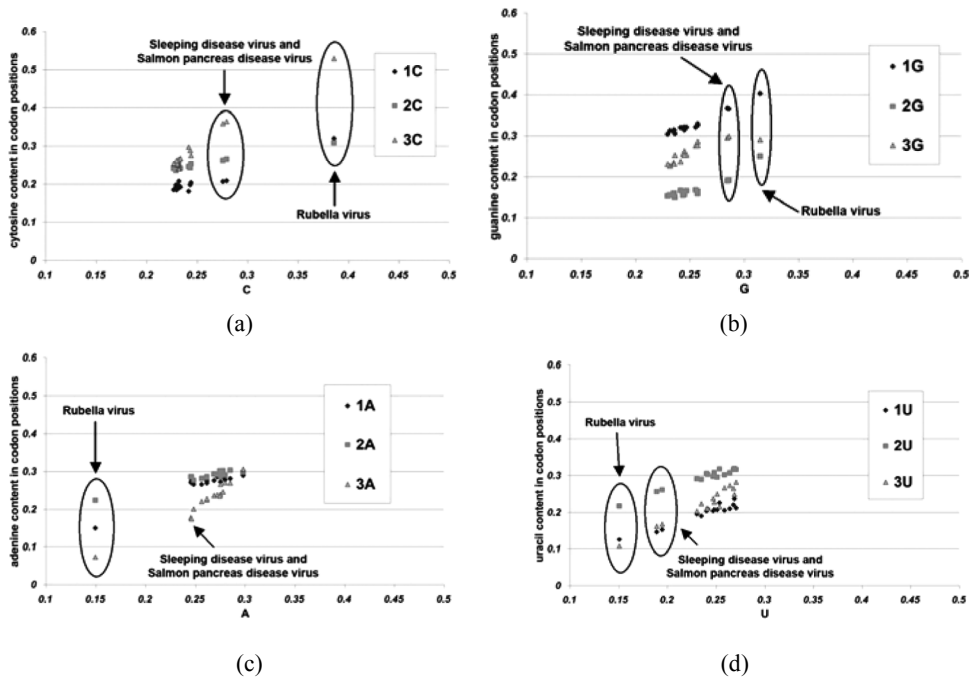 0.6
0.5
0.4
0.3
0.2
0.1
0
cytosine content in codon positions
Sleeping disease virus and
Salmon pancreas disease virus
1C
2C
3C
Rubella virus
0.1 0.15 0.2 0.25 0.3 0.35 0.4 0.45 0.5
C
(a)
0.6
0.5
0.4
0.3
0.2
0.1
0
guanine content in codon positions
Sleeping disease virus and
Salmon pancreas disease virus
1G
2G
3G
Rubella virus
0.1 0.15 0.2 0.25 0.3 0.35 0.4 0.45 0.5
G
(b)
0.6
0.5
0.4
0.3
0.2
0.1
0
adenine content in codon positions
Rubella virus
1A
2A
3A
Sleeping disease virus and
Salmon pancreas disease virus
0.1 0.15 0.2 0.25 0.3 0.35 0.4 0.45 0.5
A
(c)
0.6
0.5
0.4
0.3
0.2
0.1
0
uracil content in codon positions
Rubella virus
1U
2U
3U
Sleeping disease virus and
Salmon pancreas disease virus
0.1 0.15 0.2 0.25 0.3 0.35 0.4 0.45 0.5
U
(d)